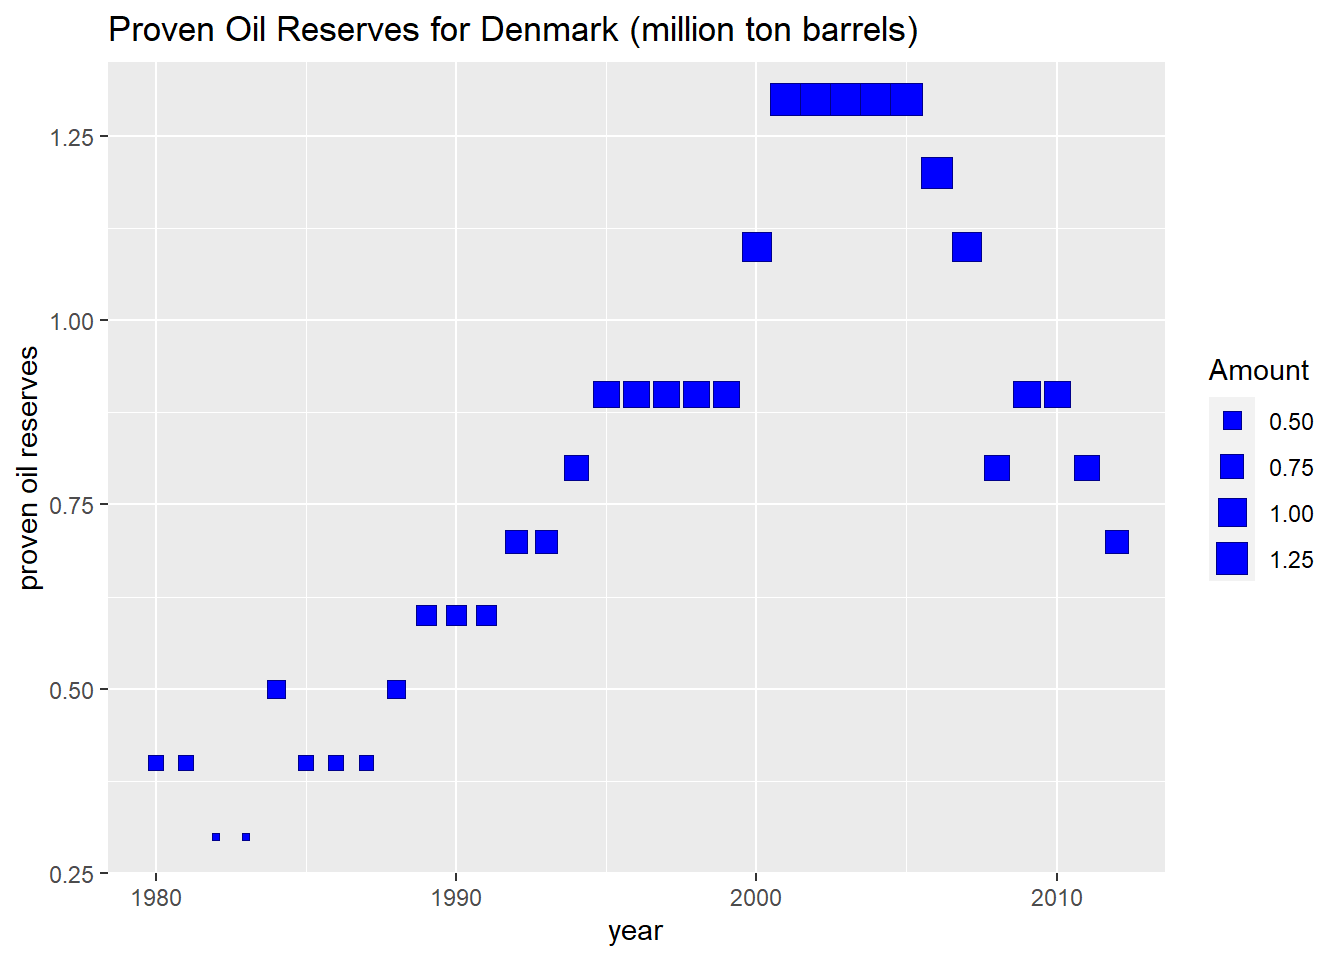 Proven Oil Reserves for Denmark (million ton barrels)
proven oil reserves
1.25
1.00
0.75
0.50
0.25
1980 1990 2000 2010
year
Amount
0.50
0.75
1.00
1.25